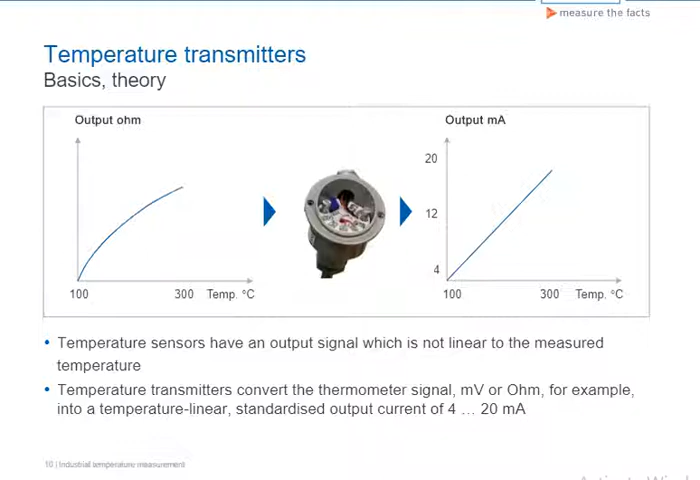 measure the facts
Temperature transmitters
Basics, theory
Output ohm
Output mA
20
12
4
100
300
Temp. °C
100
300
Temp. °C
• Temperature sensors have an output signal which is not linear to the measured
temperature
• Temperature transmitters convert the thermometer signal, mV or Ohm, for example,
into a temperature-linear, standardised output current of 4 … 20 mA
10 | Industrial temperature measurement